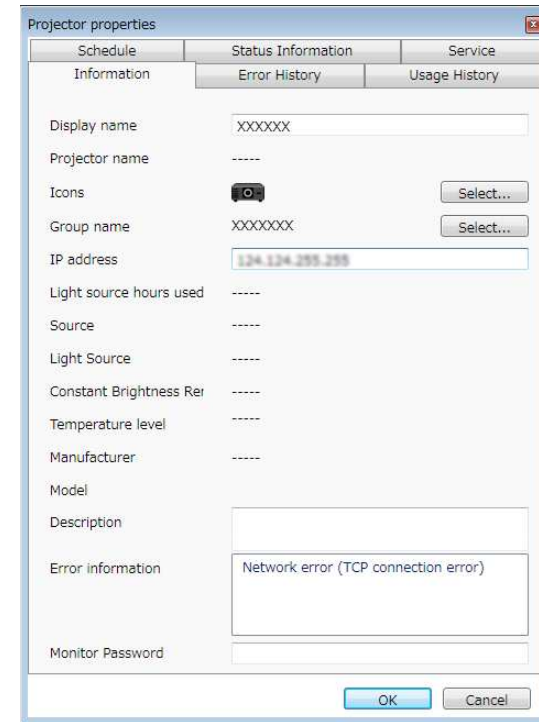 Projector properties
Schedule Status Information Service
Information Error History Usage History
Display name XXXXXX
Projector name -----
Icons Select...
Group name XXXXXXX Select...
IP address 124.124.255.255
Light source hours used -----
Source -----
Light Source -----
Constant Brightness Rer -----
Temperature level -----
Manufacturer -----
Model
Description
Error information Network error (TCP connection error)
Monitor Password
OK Cancel